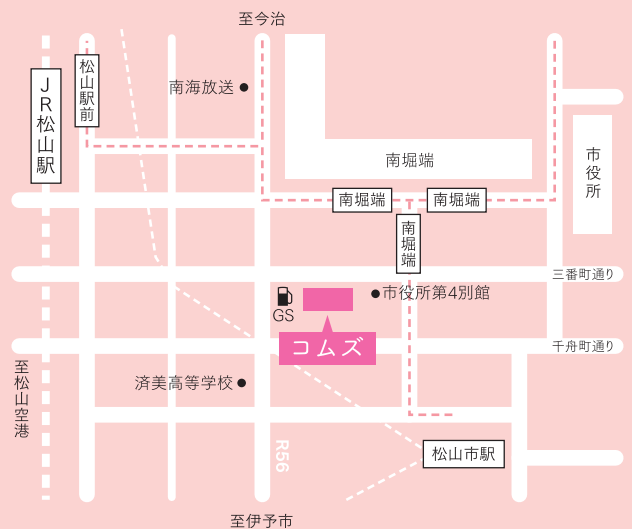 至今治
松山駅前
JR松山駅
南海放送
南堀端
市役所
南堀端
南堀端
南堀端
三番町通り
市役所第4別館
GS
コムズ
千舟町通り
至松山空港
済美高等学校
R56
松山市駅
至伊予市